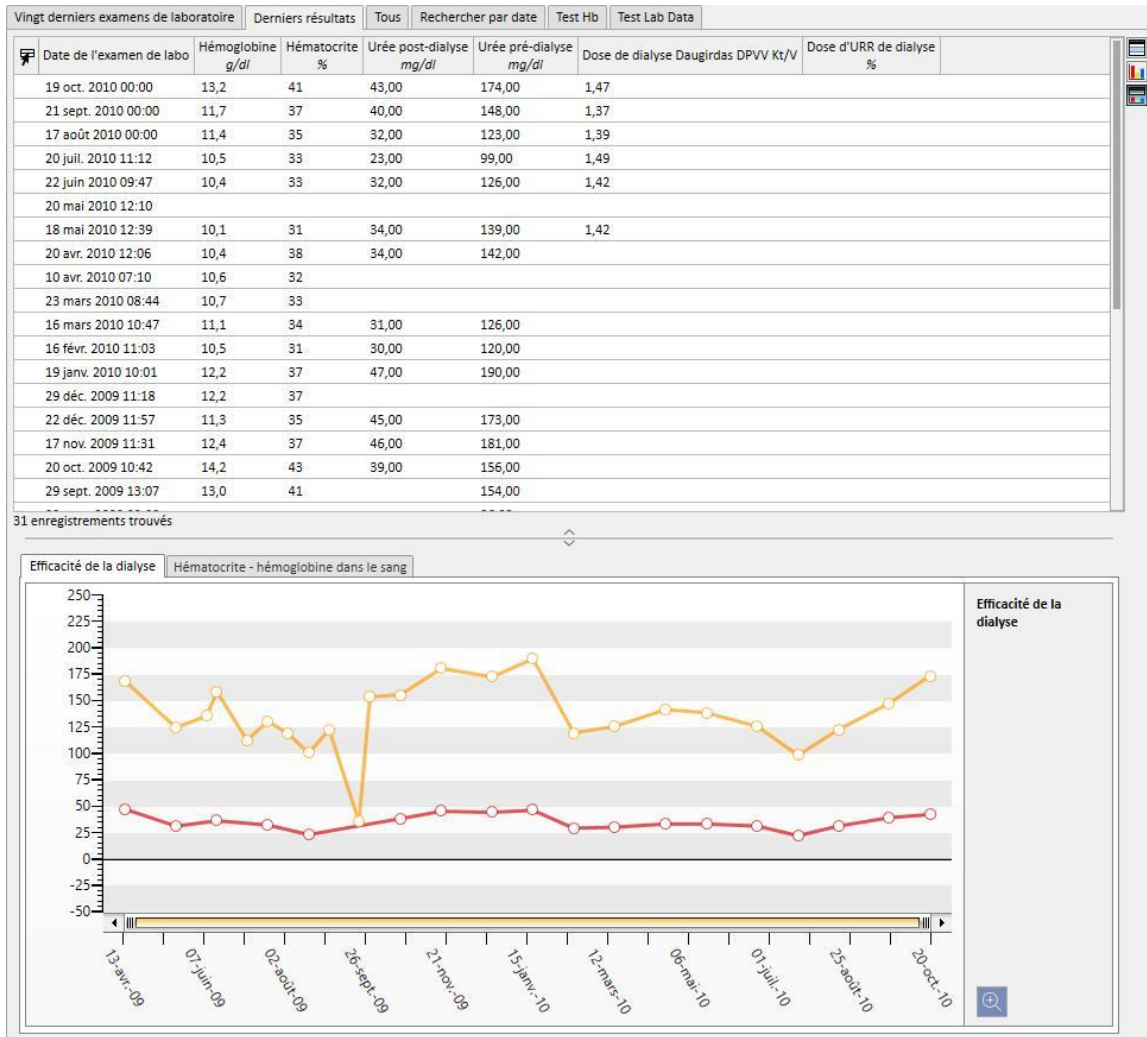 Vingt derniers examens de laboratoire Derniers résultats Tous Rechercher par date Test Hb Test Lab Data
Date de l'examen de labo Hémoglobine g/dl Hématocrite % Urée post-dialyse mg/dl Urée pré-dialyse mg/dl Dose de dialyse Daugirdas DPVV Kt/V Dose d'URR de dialyse %
19 oct. 2010 00:00 13,2 41 43,00 174,00 1,47
21 sept. 2010 00:00 11,7 37 40,00 148,00 1,37
17 août 2010 00:00 11,4 35 32,00 123,00 1,39
20 juil. 2010 11:12 10,5 33 23,00 99,00 1,49
22 juin 2010 09:47 10,4 33 32,00 126,00 1,42
20 mai 2010 12:10
18 mai 2010 12:39 10,1 31 34,00 139,00 1,42
20 avr. 2010 12:06 10,4 38 34,00 142,00
10 avr. 2010 07:10 10,6 32
23 mars 2010 08:44 10,7 33
16 mars 2010 10:47 11,1 34 31,00 126,00
16 févr. 2010 11:03 10,5 31 30,00 120,00
19 janv. 2010 10:01 12,2 37 47,00 190,00
29 déc. 2009 11:18 12,2 37
22 déc. 2009 11:57 11,3 35 45,00 173,00
17 nov. 2009 11:31 12,4 37 46,00 181,00
20 oct. 2009 10:42 14,2 43 39,00 156,00
29 sept. 2009 13:07 13,0 41 154,00
31 enregistrements trouvés
Efficacité de la dialyse Hématocrite - hémoglobine dans le sang
Efficacité de la
dialyse
250
225
200
175
150
125
100
75
50
25
0
-25
-50
13-avr.-09 07-juin-09 02-août-09 26-sept.-09 21-nov.-09 15-janv.-10 12-mars-10 06-mai-10 01-juil.-10 25-août-10 20-oct.-10